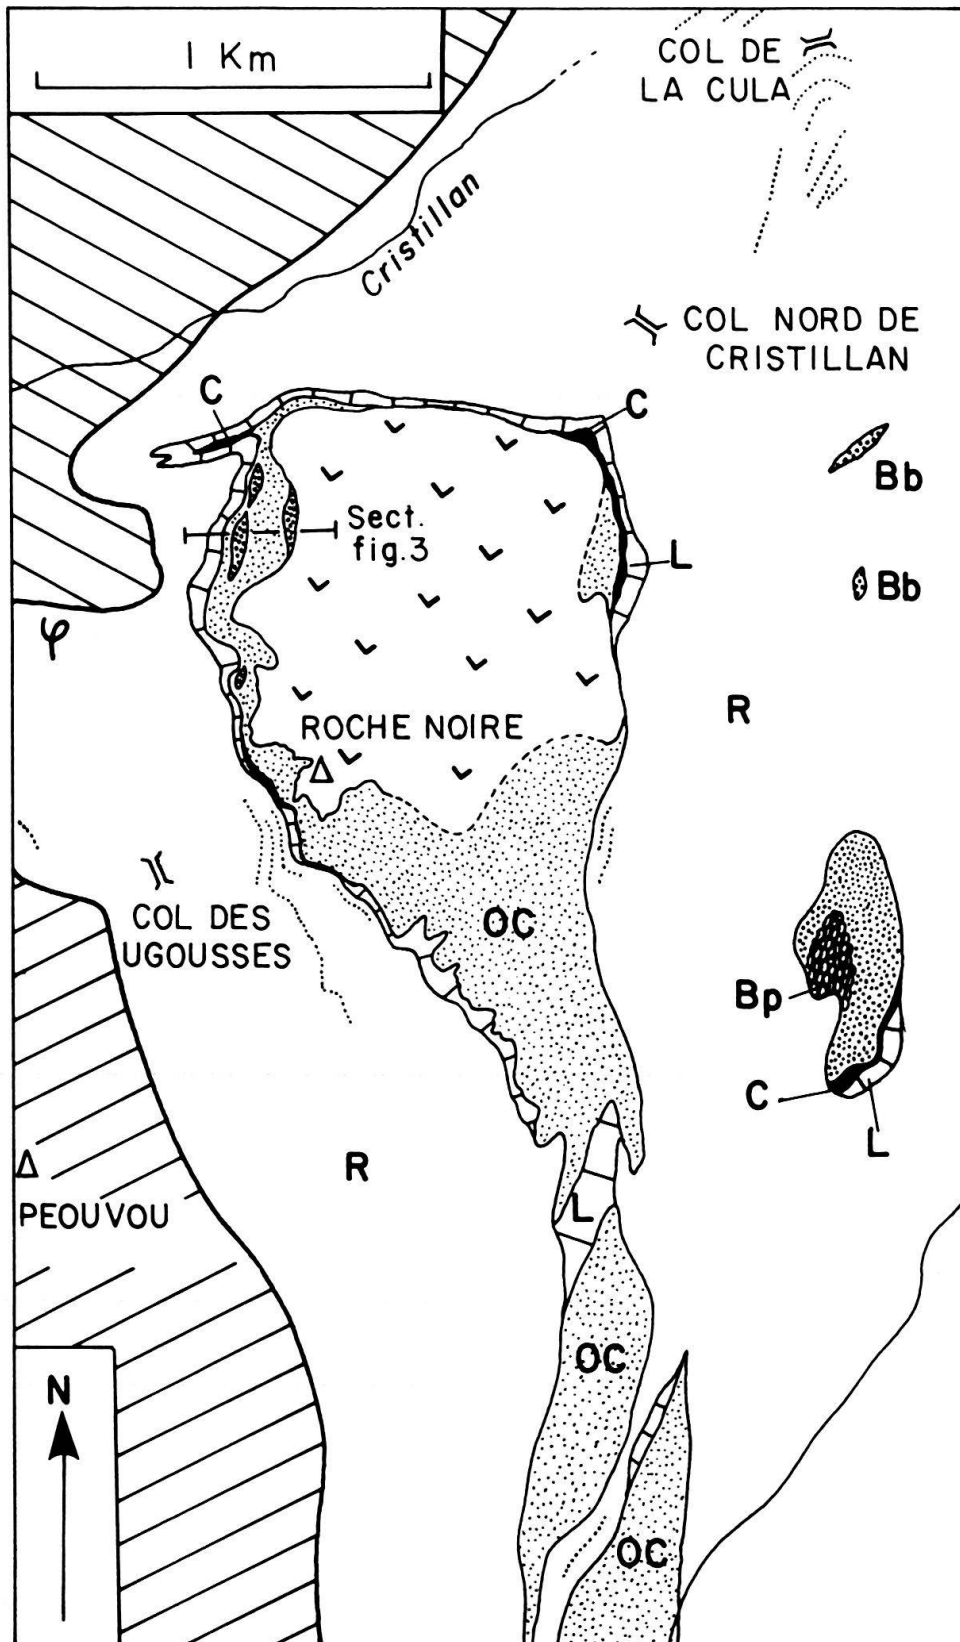 1 Km
COL DE
LA CULA
Cristillan
COL NORD DE
CRISTILLAN
C
C
Bb
Sect.
fig.3
L
Bb
φ
R
ROCHE NOIRE
COL DES
UGOUSSES
OC
Bp
C
L
R
PEOUVOU
L
OC
N
OC